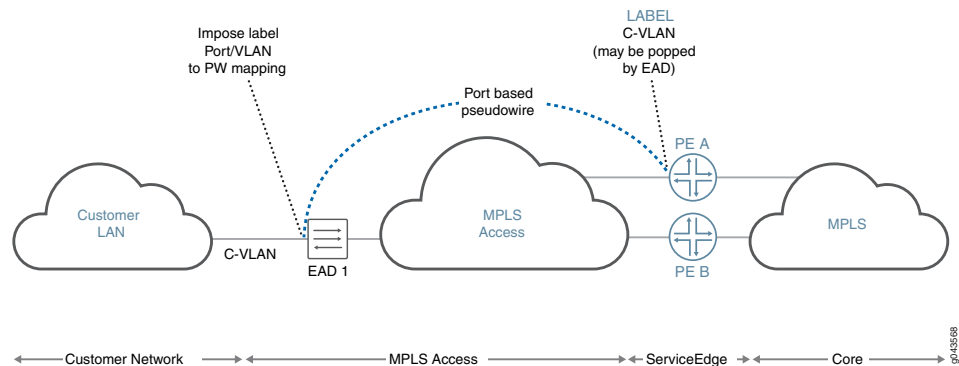 Impose label
Port/VLAN
to PW mapping
LABEL
C-VLAN
(may be popped
by EAD)
Port based
pseudowire
PE A
Customer
LAN
MPLS
Access
MPLS
C-VLAN
EAD 1
PE B
Customer Network
MPLS Access
ServiceEdge
Core
g043568